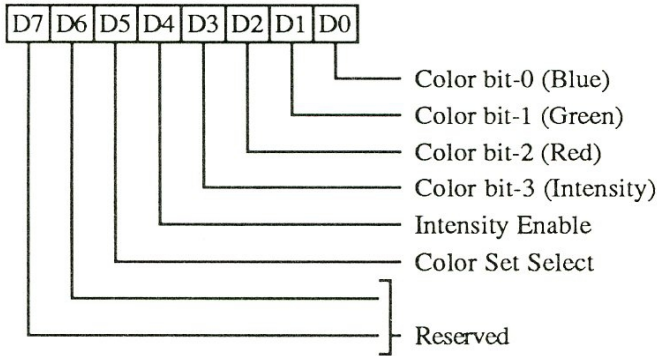 D7 D6 D5 D4 D3 D2 D1 D0
Color bit-0 (Blue)
Color bit-1 (Green)
Color bit-2 (Red)
Color bit-3 (Intensity)
Intensity Enable
Color Set Select
Reserved